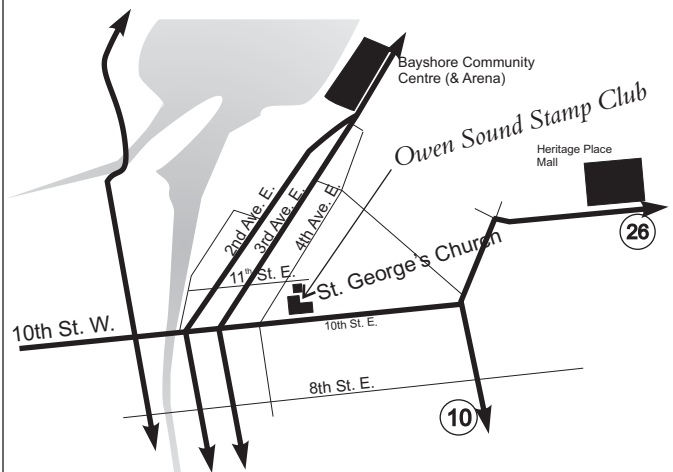 Bayshore Community
Centre (& Arena)
Owen Sound Stamp Club
Heritage Place
Mall
26
2nd Ave. E.
3rd Ave. E.
4th Ave. E.
11th St. E.
St. George's Church
10th St. W.
10th St. E.
8th St. E.
10